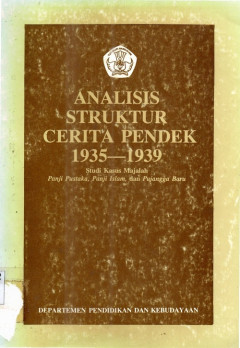 ANALISIS
STRUKTUR
CERITA PENDEK
1935—1939
Studi Kasus Majalah
Panji Pustaka, Panji Islam, dan Pujangga Baru
DEPARTEMEN PENDIDIKAN DAN KEBUDAYAAN